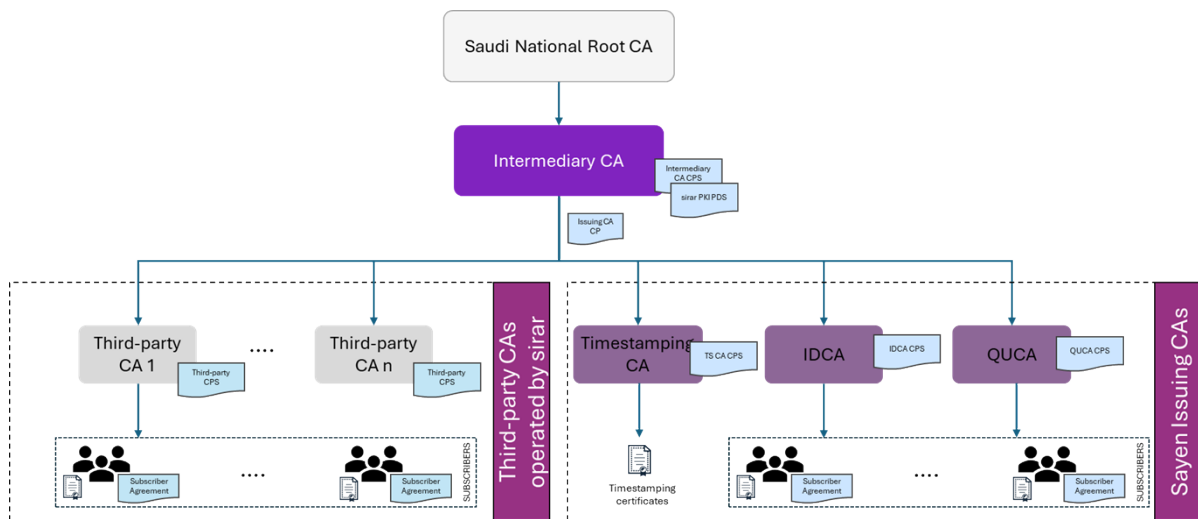 Saudi National Root CA
Intermediary CA
Intermediary
CA CPS
sirar PKI PDS
Issuing CA
CP
Third-party
CA 1
Third-party
CPS
....
Third-party
CA n
Third-party
CPS
Third-party CAs
operated by sirar
Timestamping
CA
TS CA CPS
IDCA
IDCA CPS
QUCA
QUCA CPS
Sayen Issuing CAs
Subscriber
Agreement
....
Subscriber
Agreement
SUBSCRIBERS
Timestamping
certificates
Subscriber
Agreement
....
Subscriber
Agreement
SUBSCRIBERS